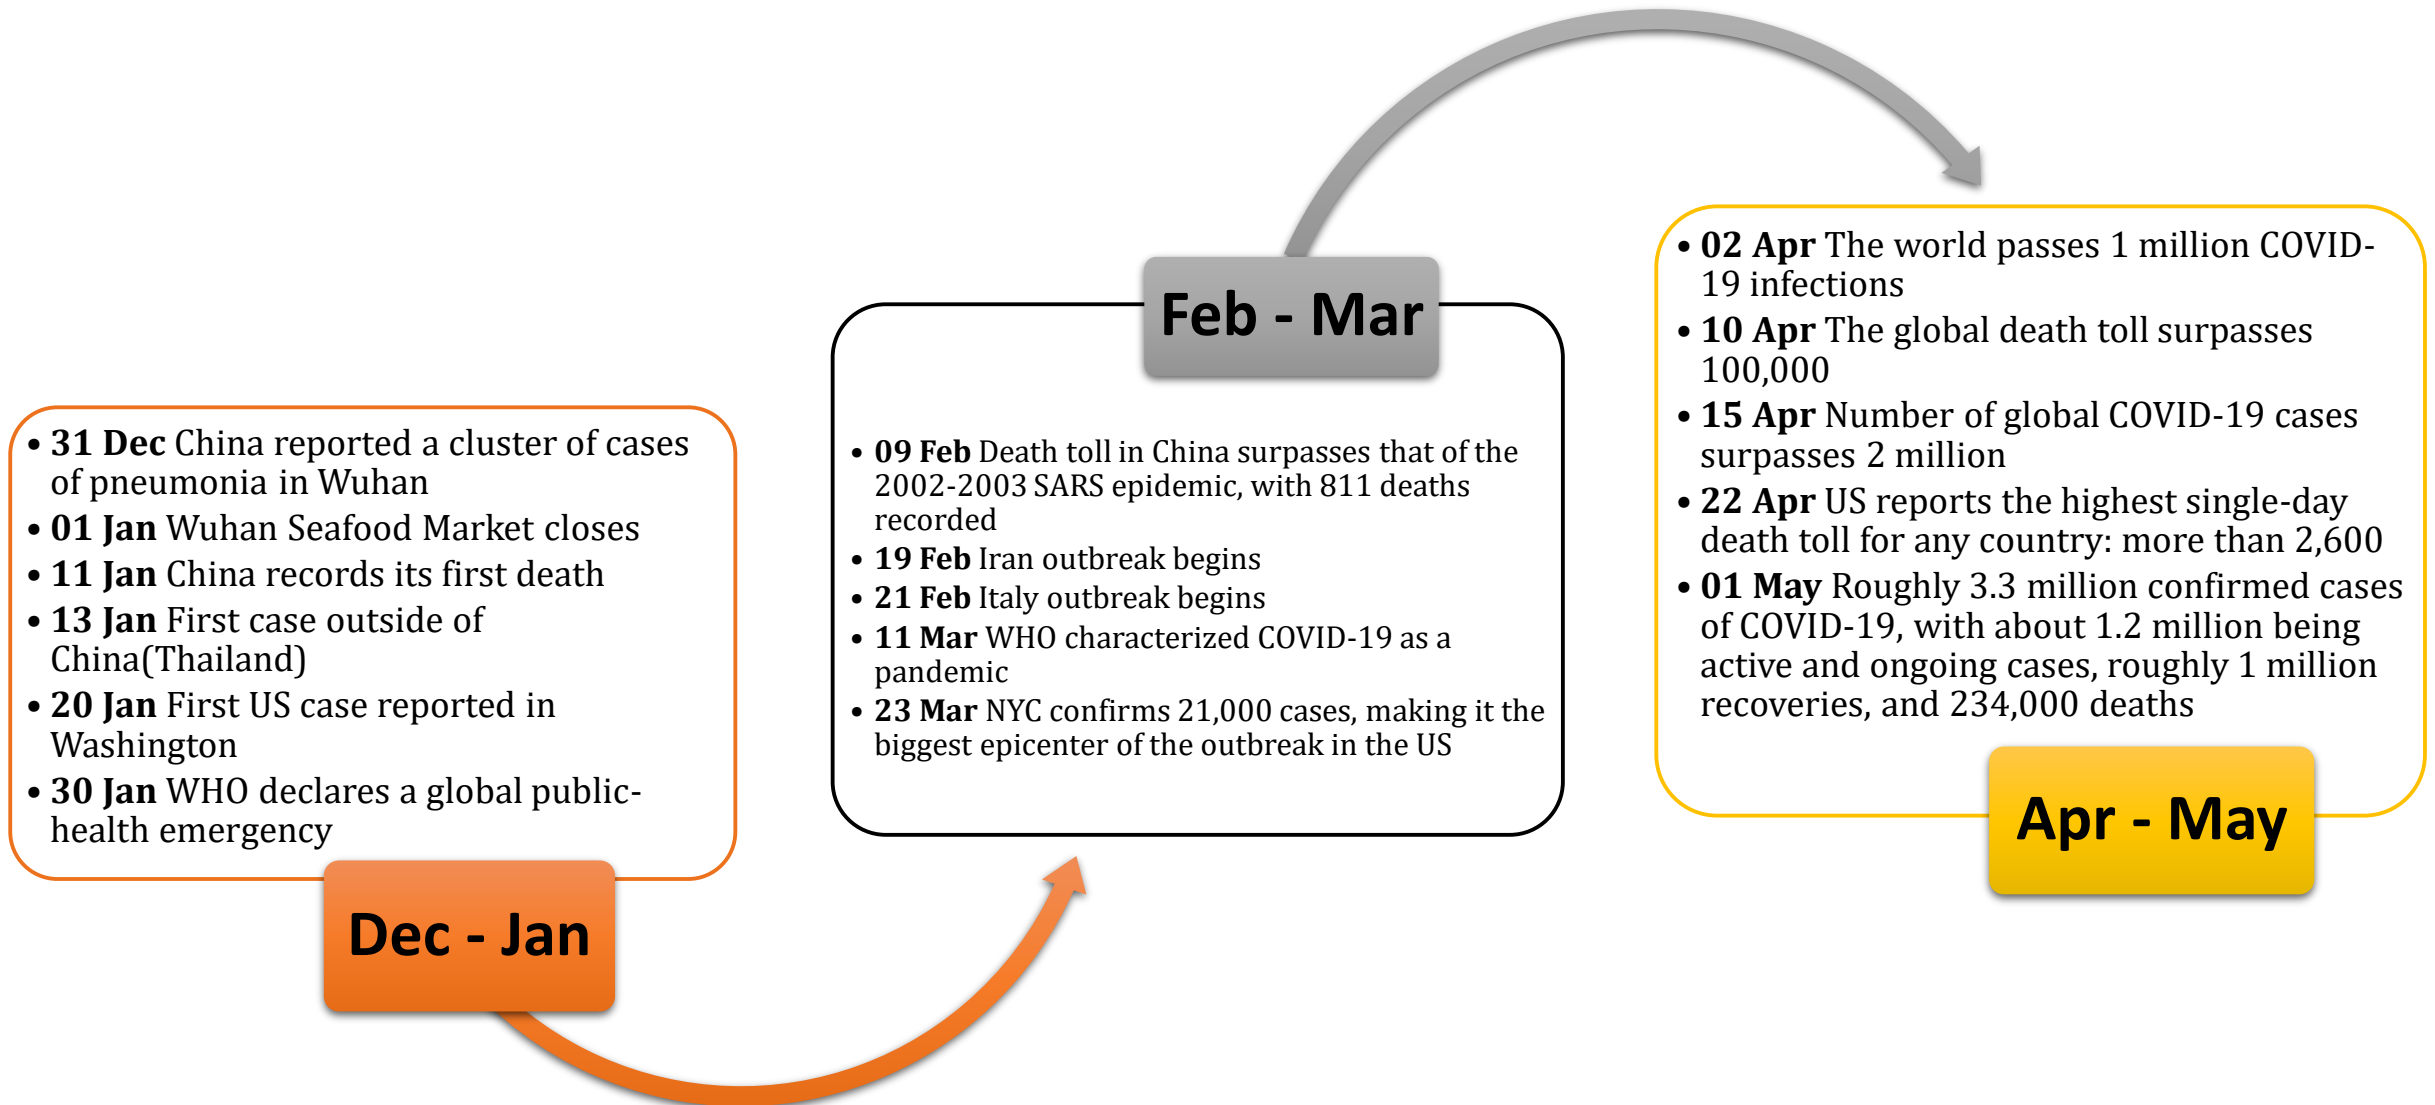 • 31 Dec China reported a cluster of cases
of pneumonia in Wuhan
• 01 Jan Wuhan Seafood Market closes
• 11 Jan China records its first death
• 13 Jan First case outside of
China(Thailand)
• 20 Jan First US case reported in
Washington
• 30 Jan WHO declares a global public-
health emergency
Dec - Jan
Feb - Mar
• 09 Feb Death toll in China surpasses that of the
2002-2003 SARS epidemic, with 811 deaths
recorded
• 19 Feb Iran outbreak begins
• 21 Feb Italy outbreak begins
• 11 Mar WHO characterized COVID-19 as a
pandemic
• 23 Mar NYC confirms 21,000 cases, making it the
biggest epicenter of the outbreak in the US
• 02 Apr The world passes 1 million COVID-
19 infections
• 10 Apr The global death toll surpasses
100,000
• 15 Apr Number of global COVID-19 cases
surpasses 2 million
• 22 Apr US reports the highest single-day
death toll for any country: more than 2,600
• 01 May Roughly 3.3 million confirmed cases
of COVID-19, with about 1.2 million being
active and ongoing cases, roughly 1 million
recoveries, and 234,000 deaths
Apr - May